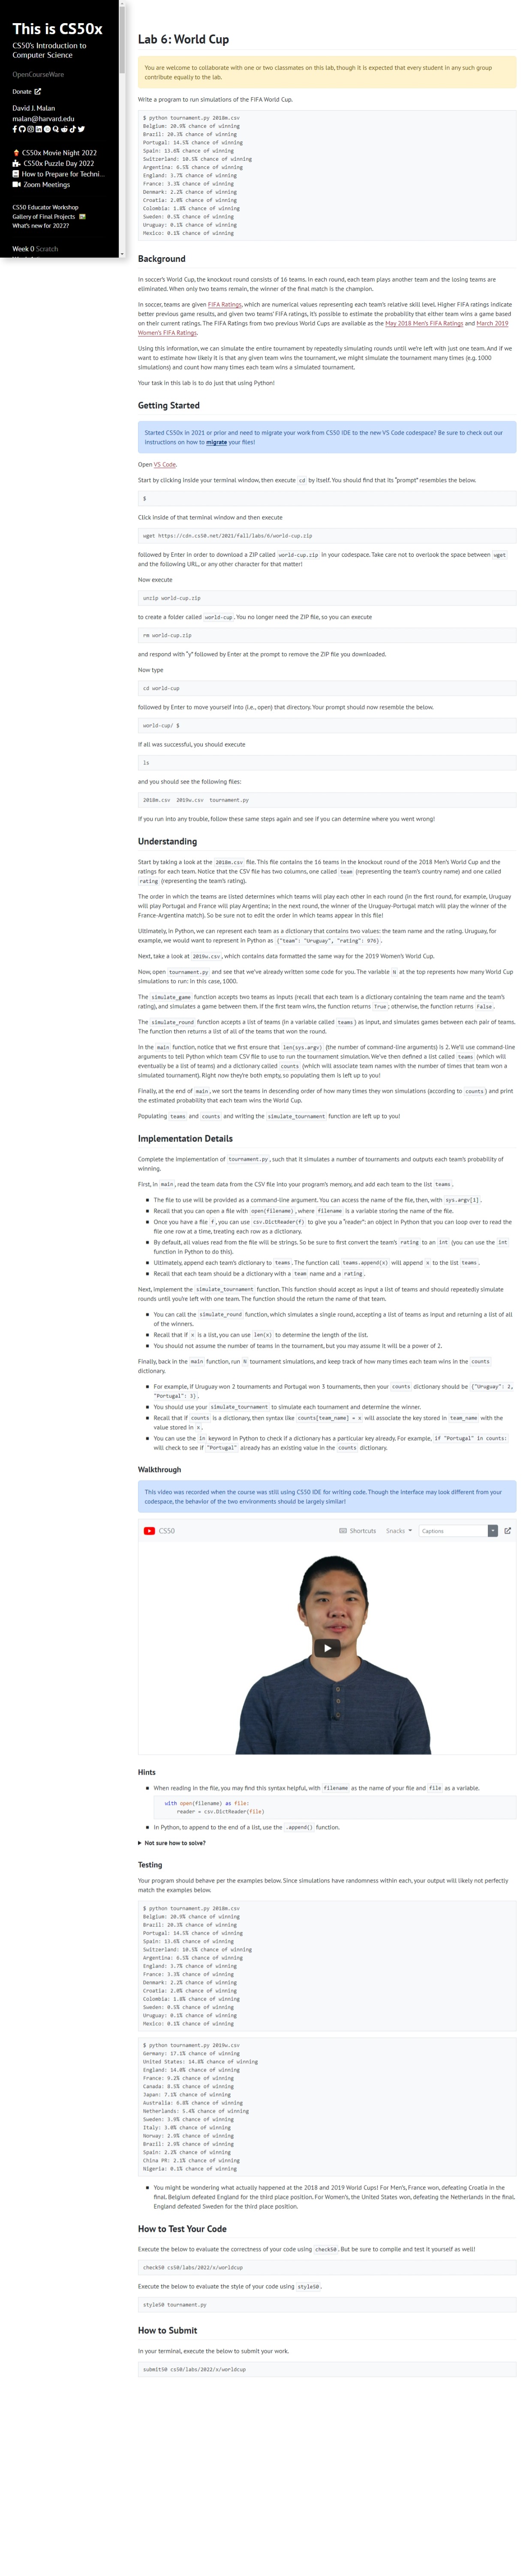 This is CS50x
CS50's Introduction to
Computer Science
OpenCourseWare
Donate
David J. Malan
malan@harvard.edu
CS50x Movie Night 2022
CS50x Puzzle Day 2022
How to Prepare for Techni...
Zoom Meetings
CS50 Educator Workshop
Gallery of Final Projects
What's new for 2022?
Week 0 Scratch
Lab 6: World Cup
You are welcome to collaborate with one or two classmates on this lab, though it is expected that every student in any such group
contribute equally to the lab.
Write a program to run simulations of the FIFA World Cup.
$ python tournament.py 2018m.csv
Belgium: 20.9% chance of winning
Brazil: 20.3% chance of winning
Portugal: 14.5% chance of winning
Spain: 13.6% chance of winning
Switzerland: 10.5% chance of winning
Argentina: 6.5% chance of winning
England: 3.7% chance of winning
France: 3.3% chance of winning
Denmark: 2.2% chance of winning
Croatia: 2.0% chance of winning
Colombia: 1.8% chance of winning
Sweden: 0.5% chance of winning
Uruguay: 0.1% chance of winning
Mexico: 0.1% chance of winning
Background
In soccer's World Cup, the knockout round consists of 16 teams. In each round, each team plays another team and the losing teams are
eliminated. When only two teams remain, the winner of the final match is the champion.
In soccer, teams are given FIFA Ratings, which are numerical values representing each team's relative skill level. Higher FIFA ratings indicate
better previous game results, and given two teams' FIFA ratings, it's possible to estimate the probability that either team wins a game based
on their current ratings. The FIFA Ratings from two previous World Cups are available as the May 2018 Men's FIFA Ratings and March 2019
Women's FIFA Ratings.
Using this information, we can simulate the entire tournament by repeatedly simulating rounds until we're left with just one team. And if we
want to estimate how likely it is that any given team wins the tournament, we might simulate the tournament many times (e.g. 1000
simulations) and count how many times each team wins a simulated tournament.
Your task in this lab is to do just that using Python!
Getting Started
Started CS50x in 2021 or prior and need to migrate your work from CS50 IDE to the new VS Code codespace? Be sure to check out our
instructions on how to migrate your files!
Open VS Code.
Start by clicking inside your terminal window, then execute cd by itself. You should find that its "prompt" resembles the below.
$
Click inside of that terminal window and then execute
wget https://cdn.cs50.net/2021/fall/labs/6/world-cup.zip
followed by Enter in order to download a ZIP called world-cup.zip in your codespace. Take care not to overlook the space between wget
and the following URL, or any other character for that matter!
Now execute
unzip world-cup.zip
to create a folder called world-cup. You no longer need the ZIP file, so you can execute
rm world-cup.zip
and respond with "y" followed by Enter at the prompt to remove the ZIP file you downloaded.
Now type
cd world-cup
followed by Enter to move yourself into (i.e., open) that directory. Your prompt should now resemble the below.
world-cup/ $
If all was successful, you should execute
ls
and you should see the following files:
2018m.csv 2019w.csv tournament.py
If you run into any trouble, follow these same steps again and see if you can determine where you went wrong!
Understanding
Start by taking a look at the 2018m.csv file. This file contains the 16 teams in the knockout round of the 2018 Men's World Cup and the
ratings for each team. Notice that the CSV file has two columns, one called team (representing the team's country name) and one called
rating (representing the team's rating).
The order in which the teams are listed determines which teams will play each other in each round (in the first round, for example, Uruguay
will play Portugal and France will play Argentina; in the next round, the winner of the Uruguay-Portugal match will play the winner of the
France-Argentina match). So be sure not to edit the order in which teams appear in this file!
Ultimately, in Python, we can represent each team as a dictionary that contains two values: the team name and the rating. Uruguay, for
example, we would want to represent in Python as {"team": "Uruguay", "rating": 976}.
Next, take a look at 2019w.csv, which contains data formatted the same way for the 2019 Women's World Cup.
Now, open tournament.py and see that we've already written some code for you. The variable N at the top represents how many World Cup
simulations to run: in this case, 1000.
The simulate_game function accepts two teams as inputs (recall that each team is a dictionary containing the team name and the team's
rating), and simulates a game between them. If the first team wins, the function returns True; otherwise, the function returns False.
The simulate_round function accepts a list of teams (in a variable called teams) as input, and simulates games between each pair of teams.
The function then returns a list of all of the teams that won the round.
In the main function, notice that we first ensure that len(sys.argv) (the number of command-line arguments) is 2. We'll use command-line
arguments to tell Python which team CSV file to use to run the tournament simulation. We've then defined a list called teams (which will
eventually be a list of teams) and a dictionary called counts (which will associate team names with the number of times that team won a
simulated tournament). Right now they're both empty, so populating them is left up to you!
Finally, at the end of main, we sort the teams in descending order of how many times they won simulations (according to counts) and print
the estimated probability that each team wins the World Cup.
Populating teams and counts and writing the simulate_tournament function are left up to you!
Implementation Details
Complete the implementation of tournament.py, such that it simulates a number of tournaments and outputs each team's probability of
winning.
First, in main, read the team data from the CSV file into your program's memory, and add each team to the list teams.
The file to use will be provided as a command-line argument. You can access the name of the file, then, with sys.argv[1].
Recall that you can open a file with open(filename), where filename is a variable storing the name of the file.
Once you have a file f, you can use csv.DictReader(f) to give you a "reader": an object in Python that you can loop over to read the
file one row at a time, treating each row as a dictionary.
By default, all values read from the file will be strings. So be sure to first convert the team's rating to an int (you can use the int
function in Python to do this).
Ultimately, append each team's dictionary to teams. The function call teams.append(x) will append x to the list teams.
Recall that each team should be a dictionary with a team name and a rating.
Next, implement the simulate_tournament function. This function should accept as input a list of teams and should repeatedly simulate
rounds until you're left with one team. The function should the return the name of that team.
You can call the simulate_round function, which simulates a single round, accepting a list of teams as input and returning a list of all
of the winners.
Recall that if x is a list, you can use len(x) to determine the length of the list.
You should not assume the number of teams in the tournament, but you may assume it will be a power of 2.
Finally, back in the main function, run N tournament simulations, and keep track of how many times each team wins in the counts
dictionary.
For example, if Uruguay won 2 tournaments and Portugal won 3 tournaments, then your counts dictionary should be {"Uruguay": 2,
"Portugal": 3}.
You should use your simulate_tournament to simulate each tournament and determine the winner.
Recall that if counts is a dictionary, then syntax like counts[team_name] = x will associate the key stored in team_name with the
value stored in x.
You can use the in keyword in Python to check if a dictionary has a particular key already. For example, if "Portugal" in counts:
will check to see if "Portugal" already has an existing value in the counts dictionary.
Walkthrough
This video was recorded when the course was still using CS50 IDE for writing code. Though the interface may look different from your
codespace, the behavior of the two environments should be largely similar!
CS50
Shortcuts
Snacks
Captions
Hints
When reading in the file, you may find this syntax helpful, with filename as the name of your file and file as a variable.
with open(filename) as file:
reader = csv.DictReader(file)
In Python, to append to the end of a list, use the .append() function.
Not sure how to solve?
Testing
Your program should behave per the examples below. Since simulations have randomness within each, your output will likely not perfectly
match the examples below.
$ python tournament.py 2018m.csv
Belgium: 20.9% chance of winning
Brazil: 20.3% chance of winning
Portugal: 14.5% chance of winning
Spain: 13.6% chance of winning
Switzerland: 10.5% chance of winning
Argentina: 6.5% chance of winning
England: 3.7% chance of winning
France: 3.3% chance of winning
Denmark: 2.2% chance of winning
Croatia: 2.0% chance of winning
Colombia: 1.8% chance of winning
Sweden: 0.5% chance of winning
Uruguay: 0.1% chance of winning
Mexico: 0.1% chance of winning
$ python tournament.py 2019w.csv
Germany: 17.1% chance of winning
United States: 14.8% chance of winning
England: 14.0% chance of winning
France: 9.2% chance of winning
Canada: 8.5% chance of winning
Japan: 7.1% chance of winning
Australia: 6.8% chance of winning
Netherlands: 5.4% chance of winning
Sweden: 3.9% chance of winning
Italy: 3.0% chance of winning
Norway: 2.9% chance of winning
Brazil: 2.9% chance of winning
Spain: 2.2% chance of winning
China PR: 2.1% chance of winning
Nigeria: 0.1% chance of winning
You might be wondering what actually happened at the 2018 and 2019 World Cups! For Men's, France won, defeating Croatia in the
final. Belgium defeated England for the third place position. For Women's, the United States won, defeating the Netherlands in the final.
England defeated Sweden for the third place position.
How to Test Your Code
Execute the below to evaluate the correctness of your code using check50. But be sure to compile and test it yourself as well!
check50 cs50/labs/2022/x/worldcup
Execute the below to evaluate the style of your code using style50.
style50 tournament.py
How to Submit
In your terminal, execute the below to submit your work.
submit50 cs50/labs/2022/x/worldcup